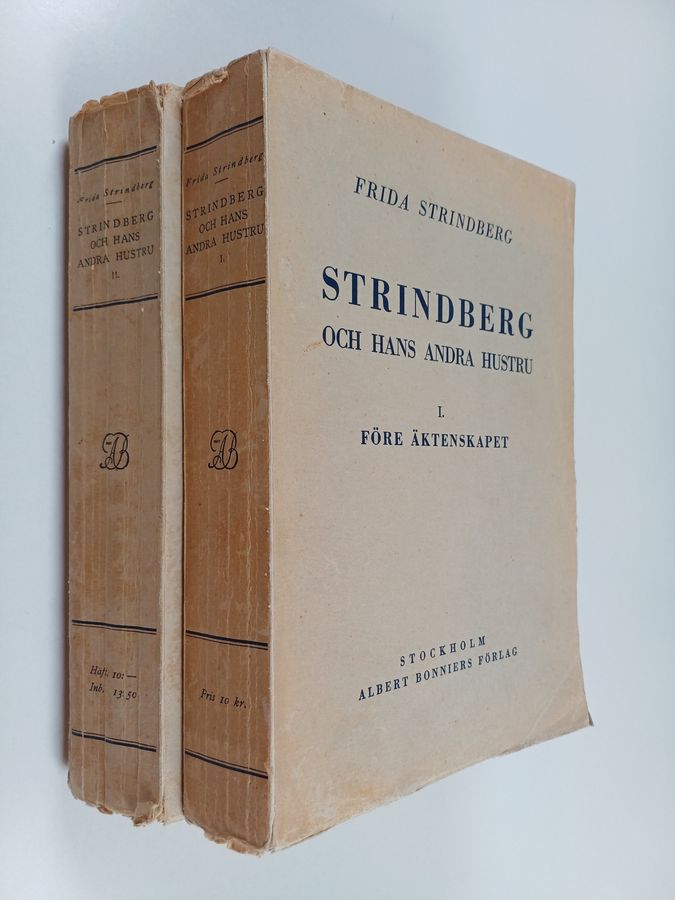 Frida Strindberg
STRINDBERG
OCH HANS
ANDRA HUSTRU
II.
AB
Häft. 10:—
Inb. 13:50
Frida Strindberg
STRINDBERG
OCH HANS
ANDRA HUSTRU
I.
AB
Pris 10 kr.
FRIDA STRINDBERG
STRINDBERG
OCH HANS ANDRA HUSTRU
I.
FÖRE ÄKTENSKAPET
STOCKHOLM
ALBERT BONNIERS FÖRLAG